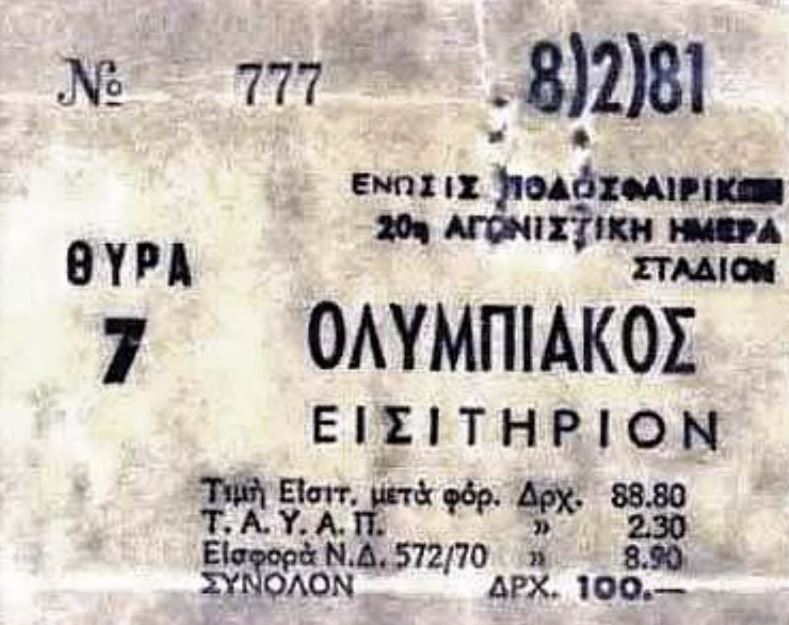 № 777 8)2)81
ΕΝΩΣΙΣ ΠΟΔΟΣΦΑΙΡΙΚΩΝ
20η ΑΓΩΝΙΣΤΙΚΗ ΗΜΕΡΑ
ΣΤΑΔΙΟΝ
ΘΥΡΑ
7
ΟΛΥΜΠΙΑΚΟΣ
ΕΙΣΙΤΗΡΙΟΝ
Τιμὴ Εἰσιτ. μετὰ φόρ. Δρχ. 88.80
Τ. Α. Υ. Α. Π. » 2.30
Εἰσφορὰ Ν.Δ. 572/70 » 8.90
ΣΥΝΟΛΟΝ ΔΡΧ. 100.—